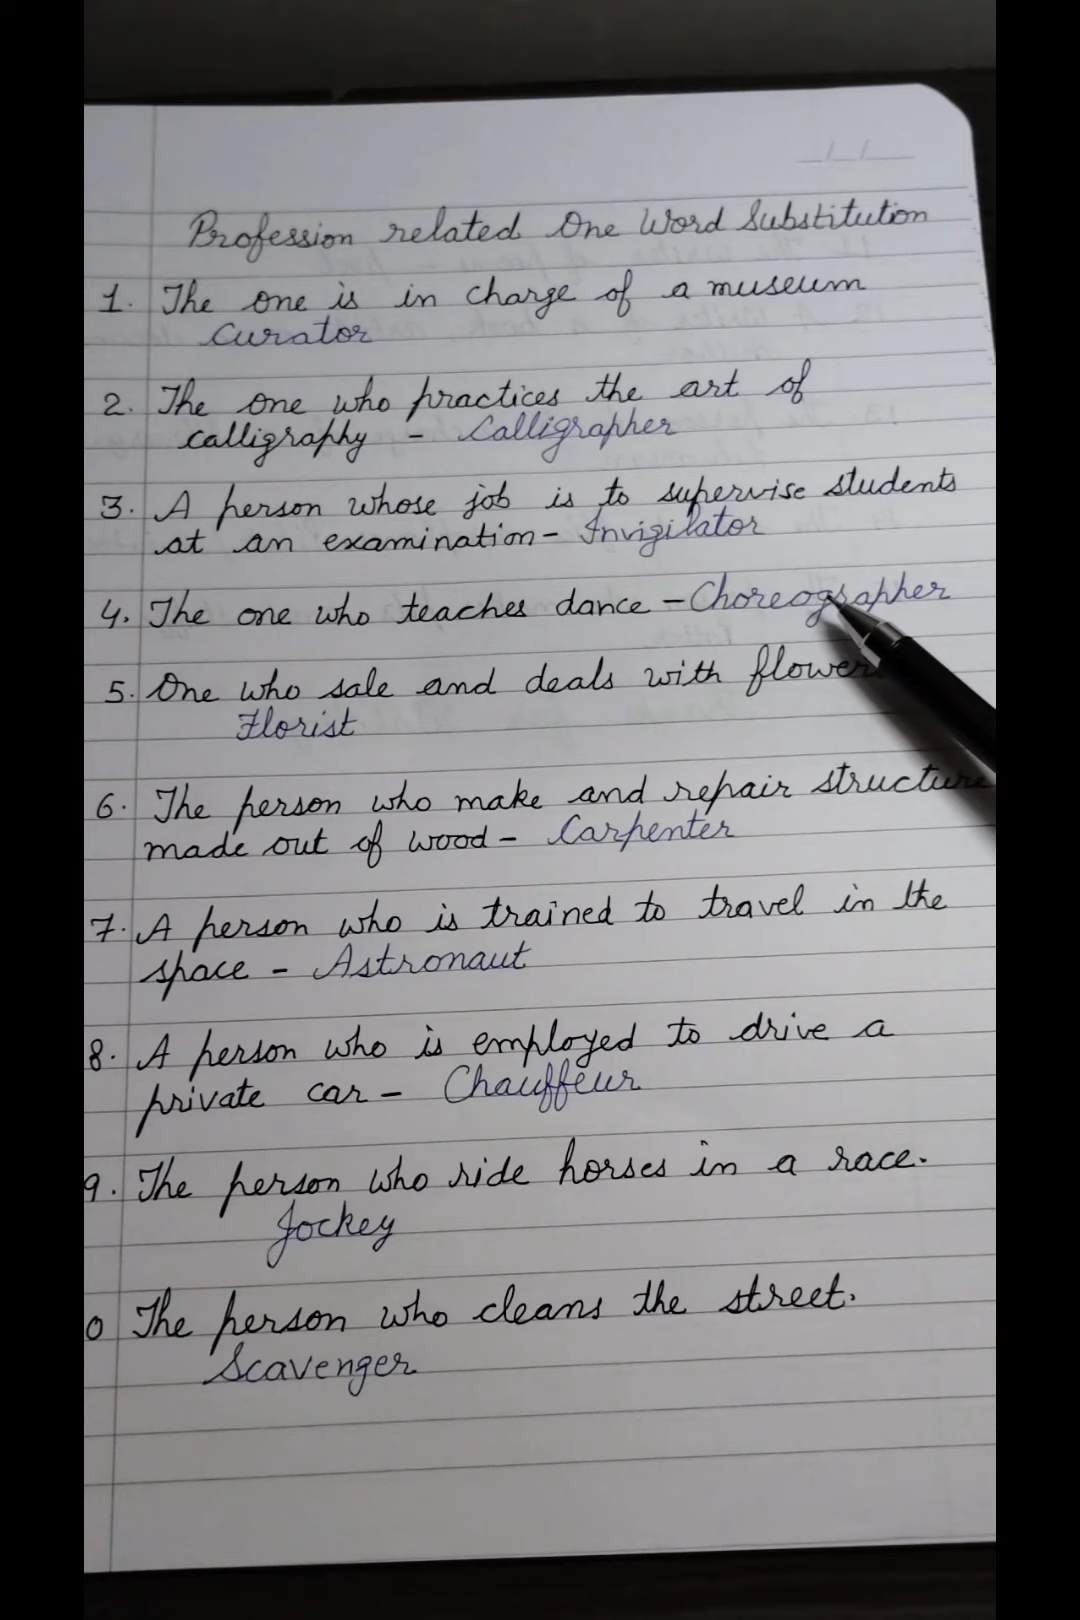 Profession related One Word Substitution
1. The one is in charge of a museum
Curator
2. The one who practices the art of
calligraphy - Calligrapher
3. A person whose job is to supervise students
at an examination - Invigilator
4. The one who teaches dance - Choreographer
5. One who sale and deals with flower
Florist
6. The person who make and repair structure
made out of wood - Carpenter
7. A person who is trained to travel in the
space - Astronaut
8. A person who is employed to drive a
private car - Chauffeur
9. The person who ride horses in a race.
Jockey
0 The person who cleans the street.
Scavenger